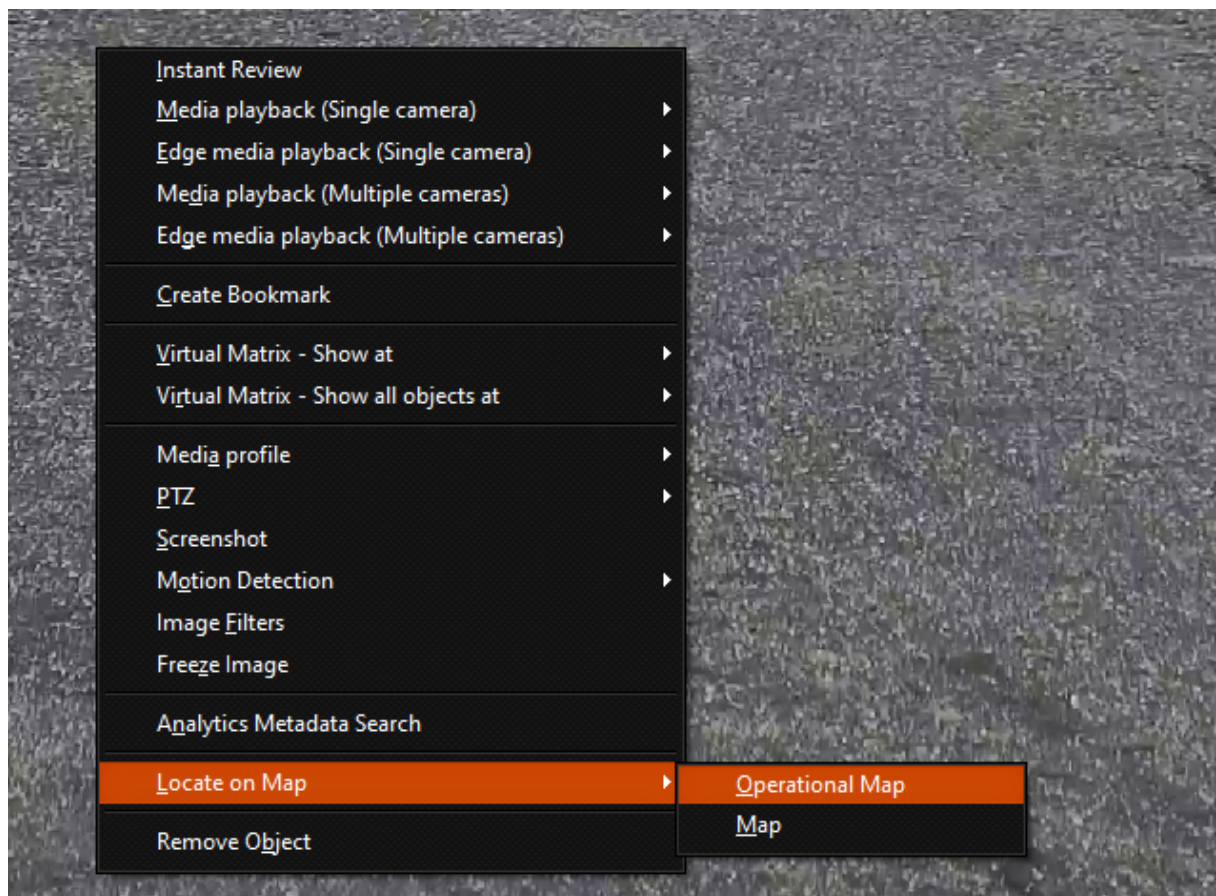 Instant Review
Media playback (Single camera)
Edge media playback (Single camera)
Media playback (Multiple cameras)
Edge media playback (Multiple cameras)
Create Bookmark
Virtual Matrix - Show at
Virtual Matrix - Show all objects at
Media profile
PTZ
Screenshot
Motion Detection
Image Filters
Freeze Image
Analytics Metadata Search
Locate on Map
Operational Map
Map
Remove Object